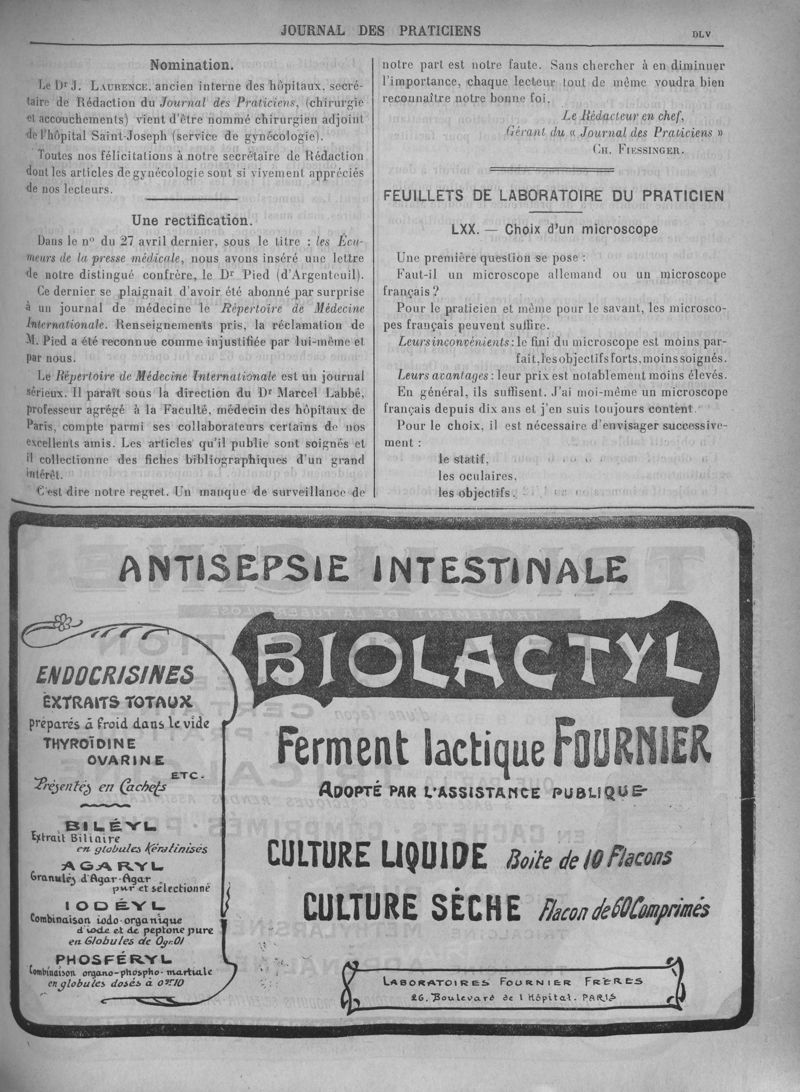 JOURNAL DES PRATICIENS
DLV
Nomination.
Le Dr J. LAURENCE, ancien interne des hôpitaux, secré-
taire de Rédaction du Journal des Praticiens, (chirurgie
et accouchements) vient d'être nommé chirurgien adjoint
de l'hôpital Saint-Joseph (service de gynécologie).
Toutes nos félicitations à notre secrétaire de Rédaction
dont les articles de gynécologie sont si vivement appréciés
de nos lecteurs.
Une rectification.
Dans le no du 27 avril dernier, sous le titre : les Écu-
meurs de la presse médicale, nous avons inséré une lettre
de notre distingué confrère, le Dr Pied (d'Argenteuil).
Ce dernier se plaignait d'avoir été abonné par surprise
à un journal de médecine le Répertoire de Médecine
Internationale. Renseignements pris, la réclamation de
M. Pied a été reconnue comme injustifiée par lui-même et
par nous.
Le Répertoire de Médecine Internationale est un journal
sérieux. Il paraît sous la direction du Dr Marcel Labbé,
professeur agrégé à la Faculté, médecin des hôpitaux de
Paris, compte parmi ses collaborateurs certains de nos
excellents amis. Les articles qu'il publie sont soignés et
il collectionne des fiches bibliographiques d'un grand
intérêt.
C'est dire notre regret. Un manque de surveillance de
notre part est notre faute. Sans chercher à en diminuer
l'importance, chaque lecteur tout de même voudra bien
reconnaître notre bonne foi.
Le Rédacteur en chef,
Gérant du « Journal des Praticiens »
CH. FIESSINGER.
FEUILLETS DE LABORATOIRE DU PRATICIEN
LXX. — Choix d'un microscope
Une première question se pose :
Faut-il un microscope allemand ou un microscope
français ?
Pour le praticien et même pour le savant, les microsco-
pes français peuvent suffire.
Leurs inconvénients : le fini du microscope est moins par-
fait, les objectifs forts, moins soignés.
Leurs avantages : leur prix est notablement moins élevés.
En général, ils suffisent. J'ai moi-même un microscope
français depuis dix ans et j'en suis toujours content.
Pour le choix, il est nécessaire d'envisager successive-
ment :
le statif,
les oculaires,
les objectifs.
ANTISEPSIE INTESTINALE
BIOLACTYL
Ferment lactique FOURNIER
ADOPTÉ PAR L'ASSISTANCE PUBLIQUE
CULTURE LIQUIDE Boîte de 10 Flacons
CULTURE SÈCHE Flacon de 60 Comprimés
LABORATOIRES FOURNIER FRÈRES
26, Boulevard de l'Hôpital. PARIS
ENDOCRISINES
EXTRAITS TOTAUX
préparés à froid dans le vide
THYROÏDINE
OVARINE
ETC.
Présentés en Cachets
BILÉYL
Extrait Biliaire
en globules Kératinisés
AGARYL
Granulés d'Agar-Agar
pur et sélectionné
IODÉYL
Combinaison iodo-organique
d'iode et de peptone pure
en Globules de 0gr.01
PHOSFÉRYL
Combinaison organo-phospho-martiale
en globules dosés à 0gr.10